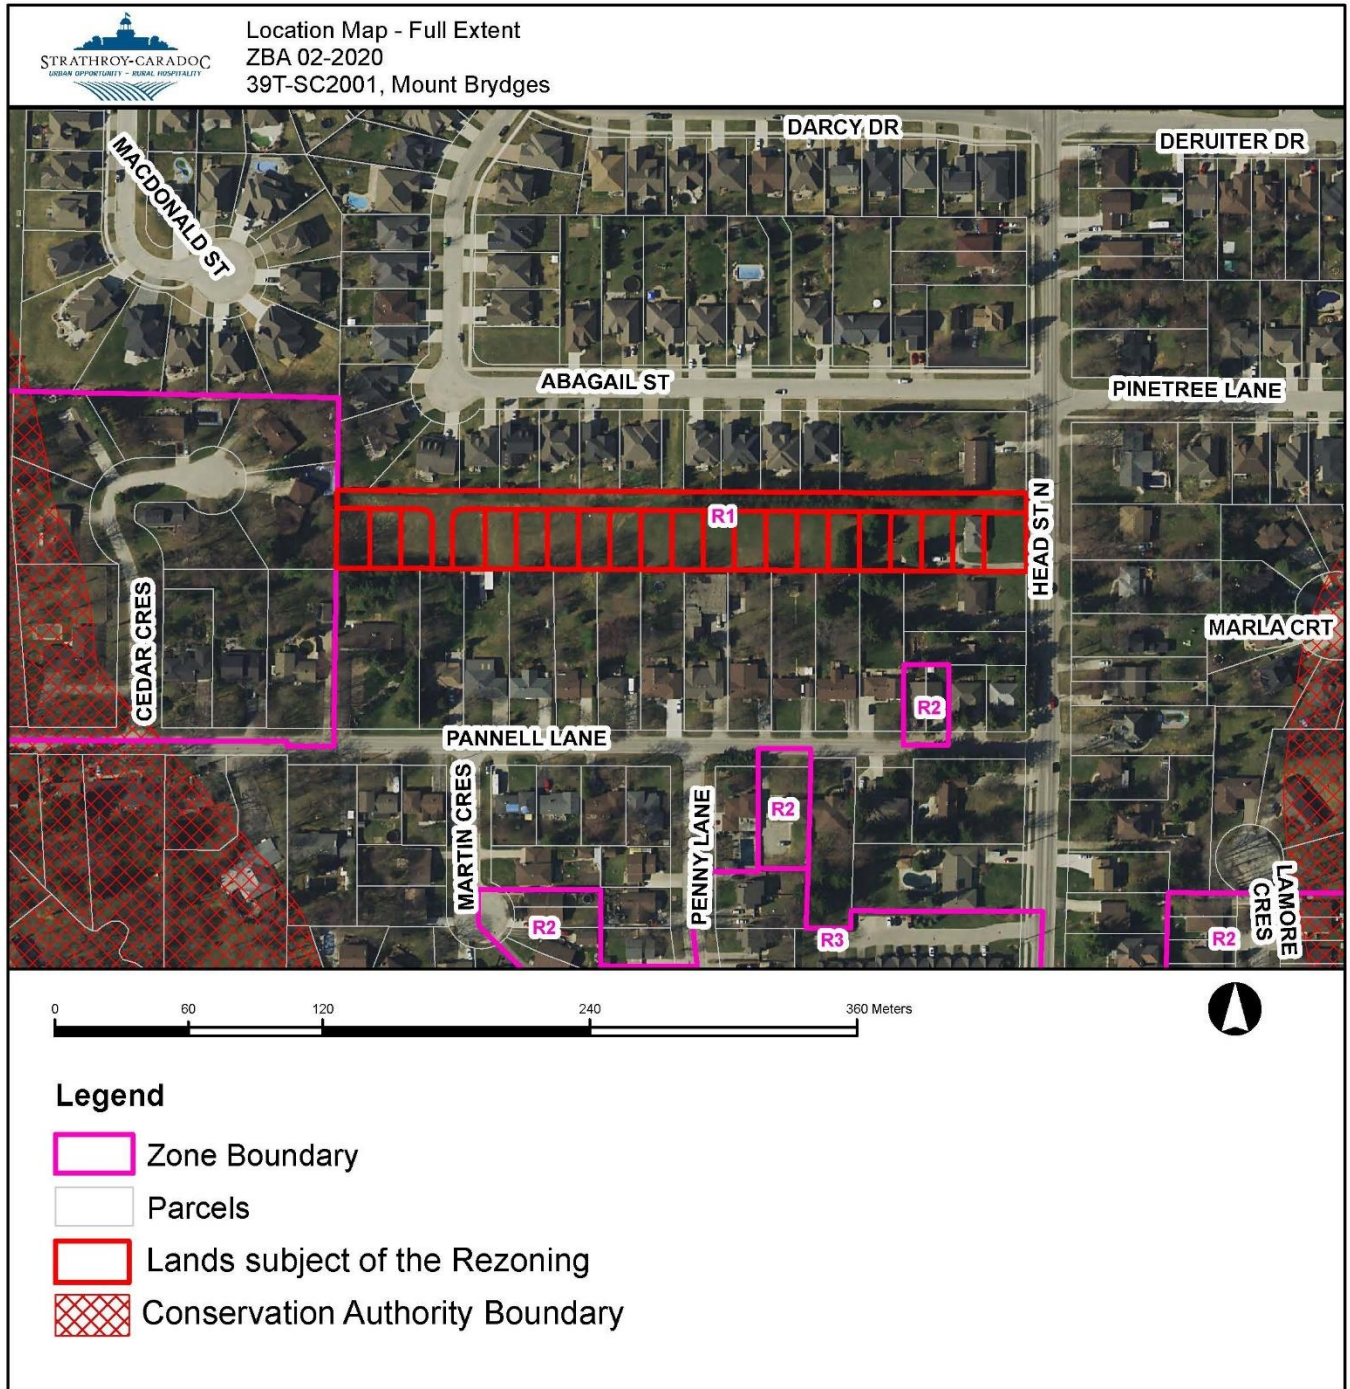 STRATHROY-CARADOC
URBAN OPPORTUNITY ~ RURAL HOSPITALITY
Location Map - Full Extent
ZBA 02-2020
39T-SC2001, Mount Brydges
DARCY DR
DERUITER DR
MACDONALD ST
ABAGAIL ST
PINETREE LANE
R1
HEAD ST N
CEDAR CRES
MARLA CRT
R2
PANNELL LANE
MARTIN CRES
PENNY LANE
R2
R2
R3
R2
LAMORE
CRES
0 60 120 240 360 Meters
Legend
Zone Boundary
Parcels
Lands subject of the Rezoning
Conservation Authority Boundary